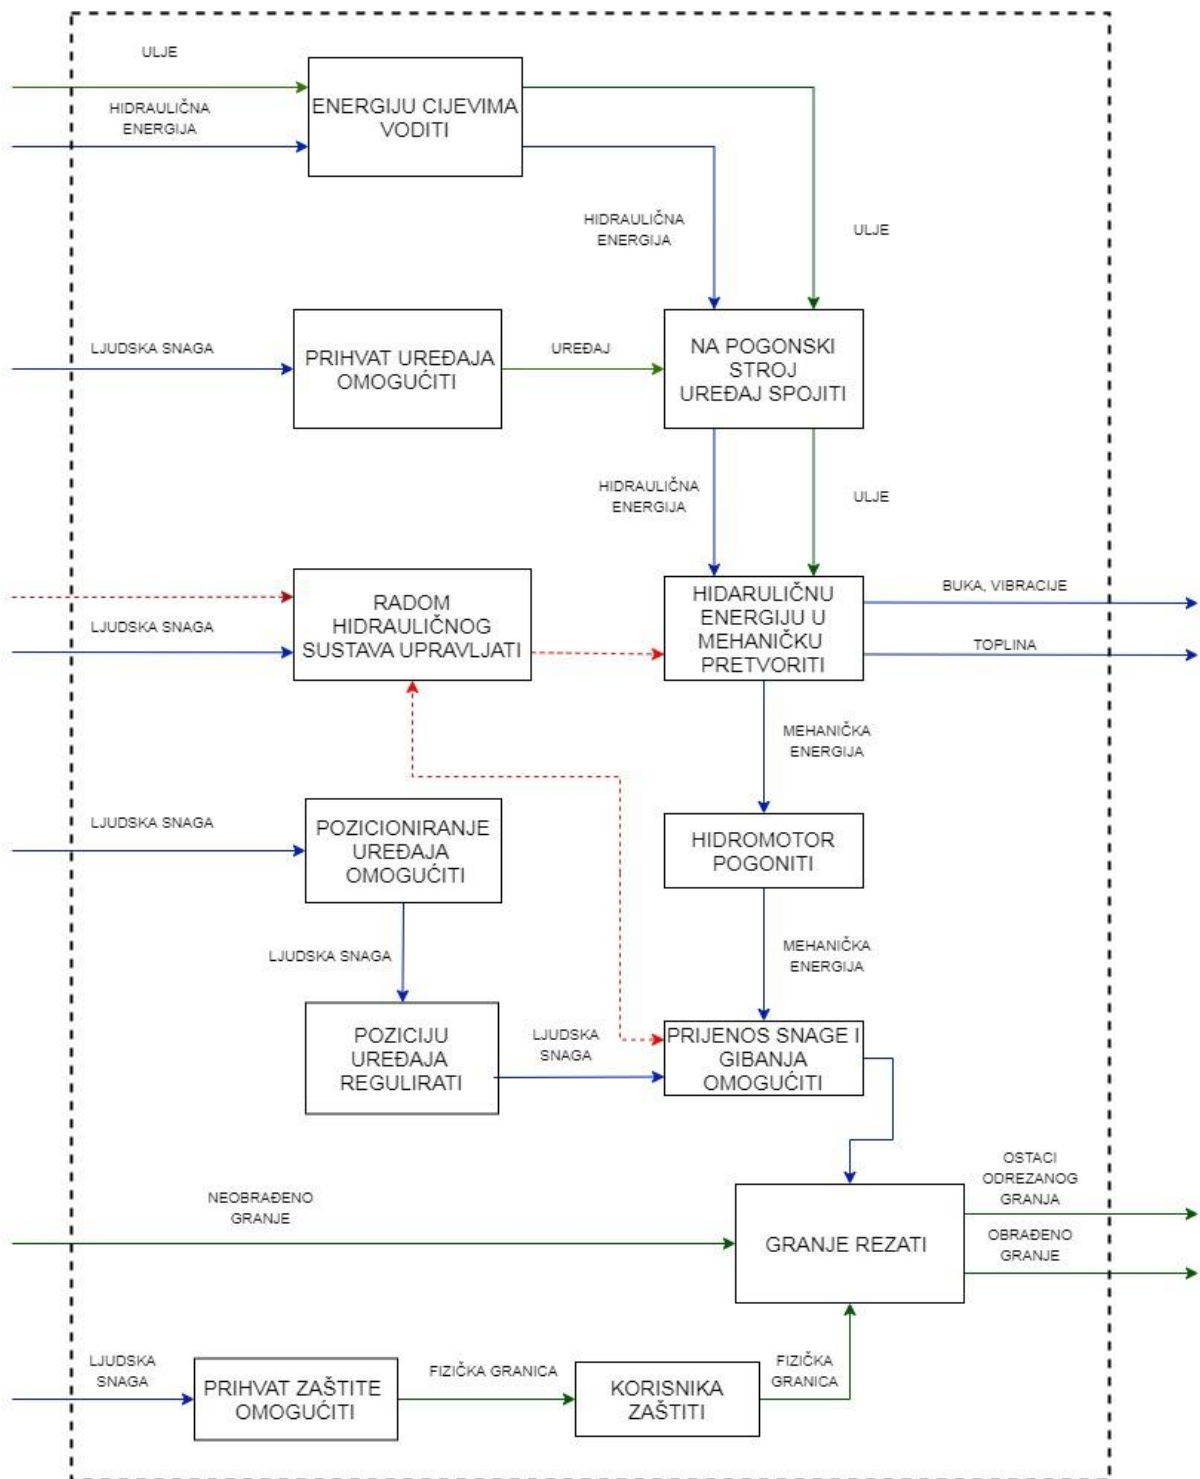 ULJE
HIDRAULIČNA
ENERGIJA
ENERGIJU CIJEVIMA
VODITI
HIDRAULIČNA
ENERGIJA
ULJE
LJUDSKA SNAGA
PRIHVAT UREĐAJA
OMOGUĆITI
UREĐAJ
NA POGONSKI
STROJ
UREĐAJ SPOJITI
HIDRAULIČNA
ENERGIJA
ULJE
LJUDSKA SNAGA
RADOM
HIDRAULIČNOG
SUSTAVA UPRAVLJATI
HIDARULIČNU
ENERGIJU U
MEHANIČKU
PRETVORITI
BUKA, VIBRACIJE
TOPLINA
MEHANIČKA
ENERGIJA
LJUDSKA SNAGA
POZICIONIRANJE
UREĐAJA
OMOGUĆITI
HIDROMOTOR
POGONITI
LJUDSKA SNAGA
MEHANIČKA
ENERGIJA
POZICIJU
UREĐAJA
REGULIRATI
LJUDSKA
SNAGA
PRIJENOS SNAGE I
GIBANJA
OMOGUĆITI
NEOBRAĐENO
GRANJE
GRANJE REZATI
OSTACI
ODREZANOG
GRANJA
OBRAĐENO
GRANJE
LJUDSKA
SNAGA
PRIHVAT ZAŠTITE
OMOGUĆITI
FIZIČKA GRANICA
KORISNIKA
ZAŠTITI
FIZIČKA
GRANICA